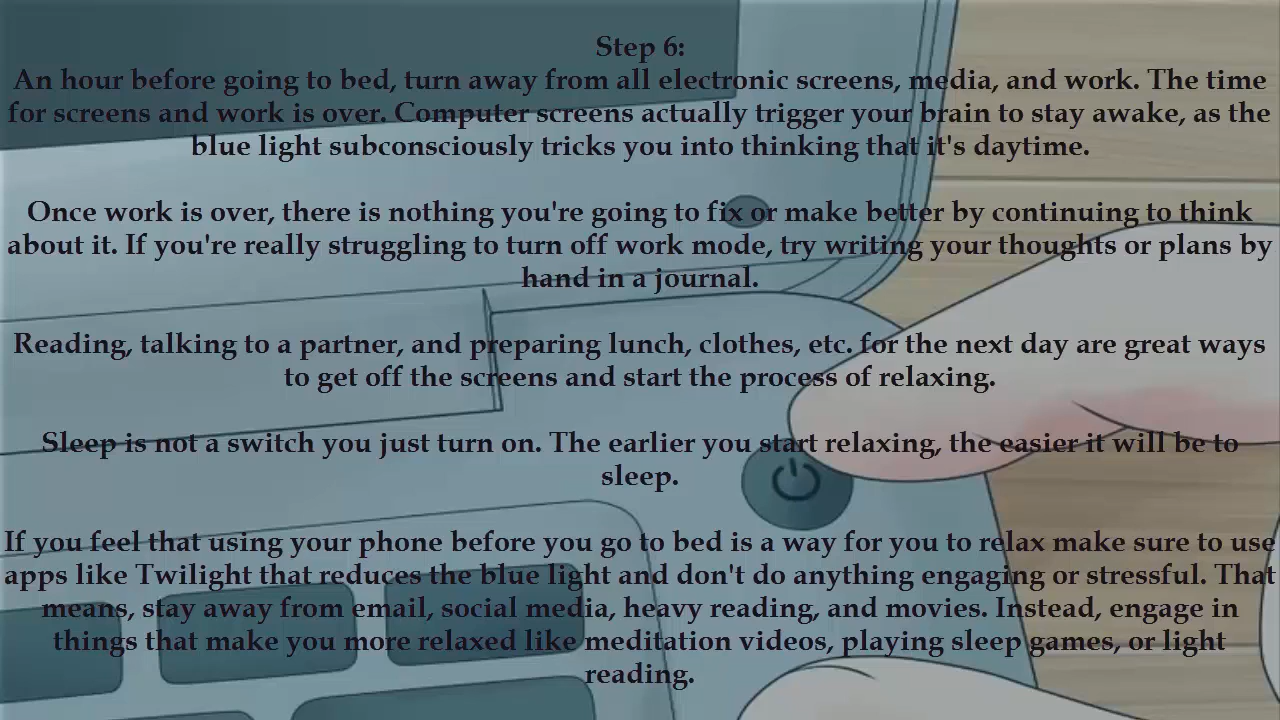 Step 6:
An hour before going to bed, turn away from all electronic screens, media, and work. The time
for screens and work is over. Computer screens actually trigger your brain to stay awake, as the
blue light subconsciously tricks you into thinking that it's daytime.
Once work is over, there is nothing you're going to fix or make better by continuing to think
about it. If you're really struggling to turn off work mode, try writing your thoughts or plans by
hand in a journal.
Reading, talking to a partner, and preparing lunch, clothes, etc. for the next day are great ways
to get off the screens and start the process of relaxing.
Sleep is not a switch you just turn on. The earlier you start relaxing, the easier it will be to
sleep.
If you feel that using your phone before you go to bed is a way for you to relax make sure to use
apps like Twilight that reduces the blue light and don't do anything engaging or stressful. That
means, stay away from email, social media, heavy reading, and movies. Instead, engage in
things that make you more relaxed like meditation videos, playing sleep games, or light
reading.